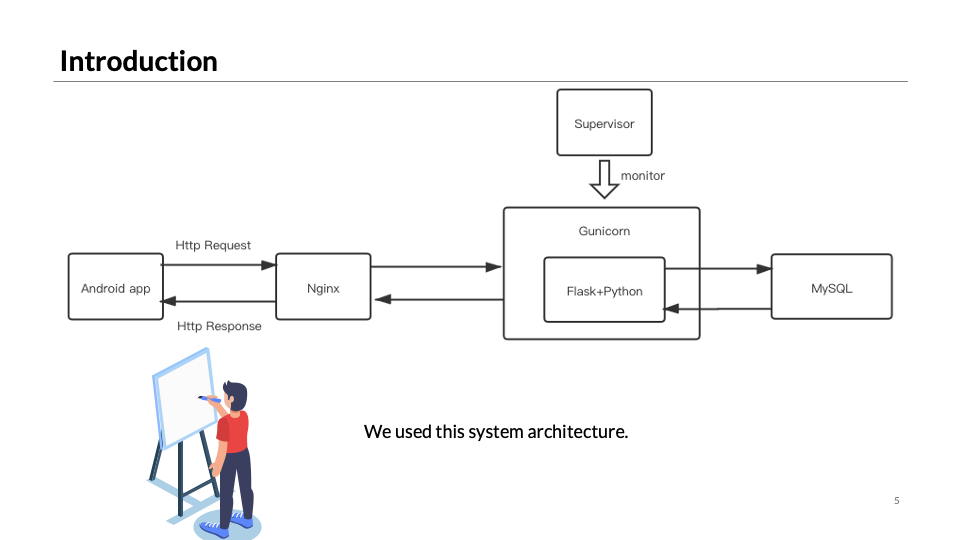 Introduction
Supervisor
monitor
Gunicorn
Http Request
Android app
Nginx
Flask+Python
MySQL
Http Response
We used this system architecture.
5